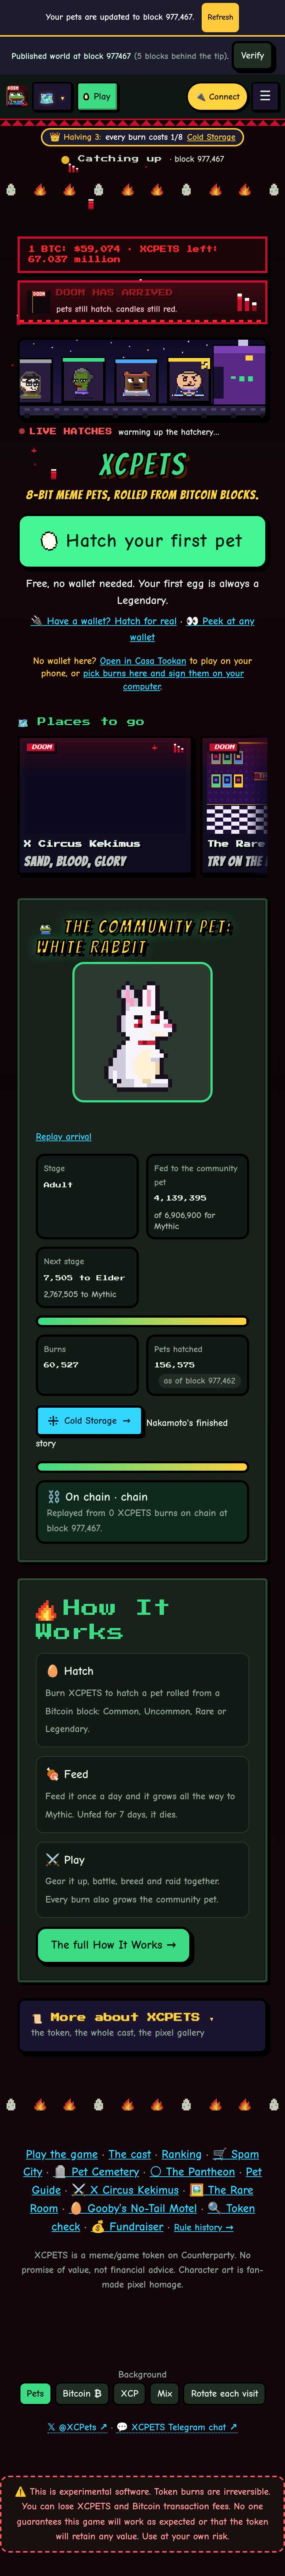 Your pets are updated to block 977,467.
Refresh
Published world at block 977467 (5 blocks behind the tip).
Verify
Play
Connect
Halving 3: every burn costs 1/8 Cold Storage
Catching up · block 977,467
1 BTC: $59,074 · XCPETS left:
67.037 million
DOOM HAS ARRIVED
pets still hatch. candles still red.
LIVE HATCHES warming up the hatchery...
XCPETS
8-BIT MEME PETS, ROLLED FROM BITCOIN BLOCKS.
Hatch your first pet
Free, no wallet needed. Your first egg is always a
Legendary.
Have a wallet? Hatch for real · Peek at any
wallet
No wallet here? Open in Casa Tookan to play on your
phone, or pick burns here and sign them on your
computer.
Places to go
DOOM
X Circus Kekimus
SAND, BLOOD, GLORY
DOOM
The Rare
TRY ON THE
THE COMMUNITY PET:
WHITE RABBIT
Replay arrival
Stage
Adult
Fed to the community
pet
4,139,395
of 6,906,900 for
Mythic
Next stage
7,505 to Elder
2,767,505 to Mythic
Burns
60,527
Pets hatched
156,575
as of block 977,462
Cold Storage →
Nakamoto's finished
story
On chain · chain
Replayed from 0 XCPETS burns on chain at
block 977,467.
How It
Works
Hatch
Burn XCPETS to hatch a pet rolled from a
Bitcoin block: Common, Uncommon, Rare or
Legendary.
Feed
Feed it once a day and it grows all the way to
Mythic. Unfed for 7 days, it dies.
Play
Gear it up, battle, breed and raid together.
Every burn also grows the community pet.
The full How It Works →
More about XCPETS
the token, the whole cast, the pixel gallery
Play the game · The cast · Ranking · Spam
City · Pet Cemetery · The Pantheon · Pet
Guide · X Circus Kekimus · The Rare
Room · Gooby's No-Tail Motel · Token
check · Fundraiser · Rule history →
XCPETS is a meme/game token on Counterparty. No
promise of value, not financial advice. Character art is fan-
made pixel homage.
Background
Pets
Bitcoin ₿
XCP
Mix
Rotate each visit
𝕏 @XCPets ↗ · XCPETS Telegram chat ↗
This is experimental software. Token burns are irreversible.
You can lose XCPETS and Bitcoin transaction fees. No one
guarantees this game will work as expected or that the token
will retain any value. Use at your own risk.